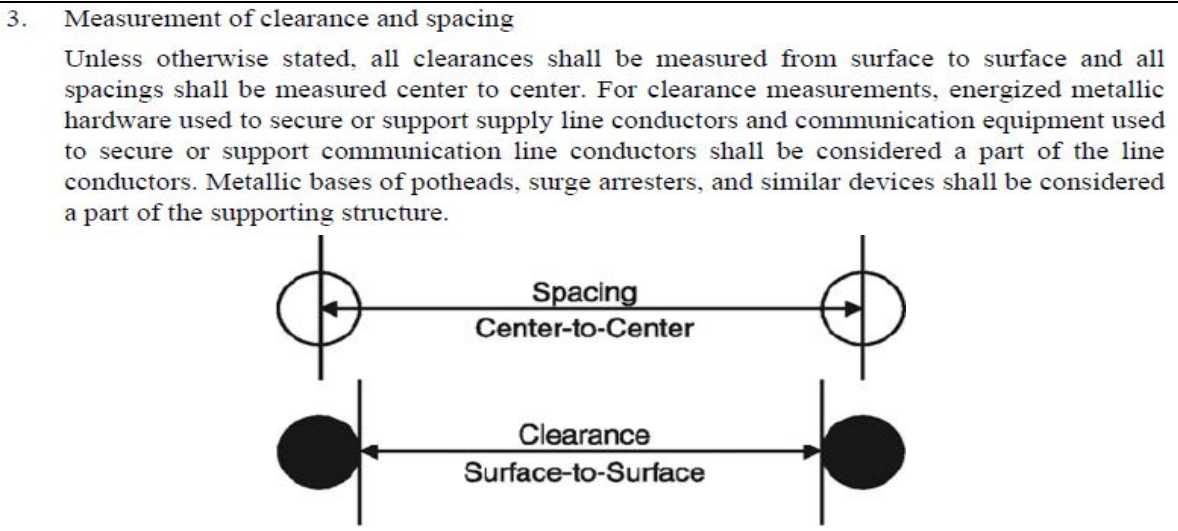 3. Measurement of clearance and spacing
Unless otherwise stated, all clearances shall be measured from surface to surface and all
spacings shall be measured center to center. For clearance measurements, energized metallic
hardware used to secure or support supply line conductors and communication equipment used
to secure or support communication line conductors shall be considered a part of the line
conductors. Metallic bases of potheads, surge arresters, and similar devices shall be considered
a part of the supporting structure.
Spacing
Center-to-Center
Clearance
Surface-to-Surface